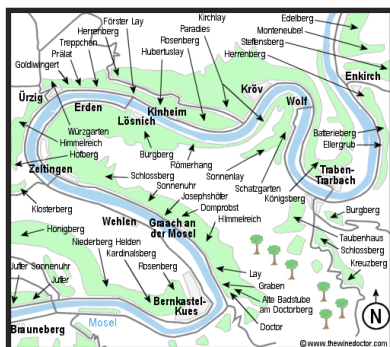 Edelberg
Monteneubel
Steffensberg
Herrenberg
Enkirch
Kirchlay
Paradies
Rosenberg
Hubertuslay
Förster Lay
Herrenberg
Treppchen
Prälat
Goldwingert
Ürzig
Erden
Lösnich
Kinheim
Kröv
Wolf
Würzgarten
Himmelreich
Hofberg
Burgberg
Römerhang
Sonnenlay
Schatzgarten
Königsberg
Batterieberg
Ellergrub
Traben-
Trarbach
Zeltingen
Schlossberg
Sonnenuhr
Josephshöfer
Domprobst
Himmelreich
Klosterberg
Wehlen
Graach an
der Mosel
Burgberg
Taubenhaus
Schlossberg
Kreuzberg
Honigberg
Niederberg Helden
Kardinalsberg
Rosenberg
Juffer Sonnenuhr
Juffer
Lay
Graben
Alte Badstube
am Doctorberg
Doctor
Bernkastel-
Kues
Brauneberg
Mosel
N
© www.thewinedoctor.com